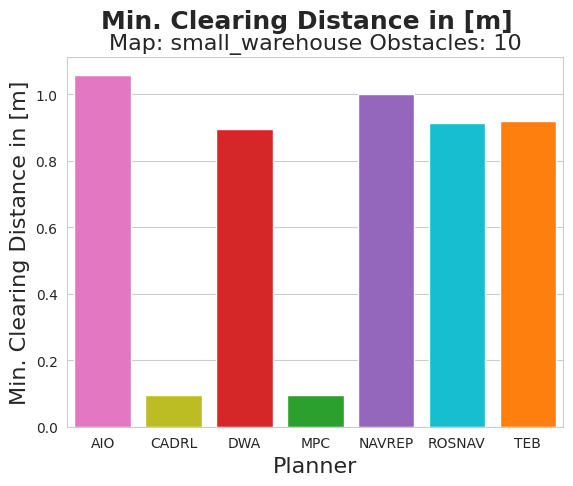 Min. Clearing Distance in [m]
Map: small_warehouse Obstacles: 10
Min. Clearing Distance in [m]
1.0
0.8
0.6
0.4
0.2
0.0
AIO CADRL DWA MPC NAVREP ROSNAV TEB
Planner